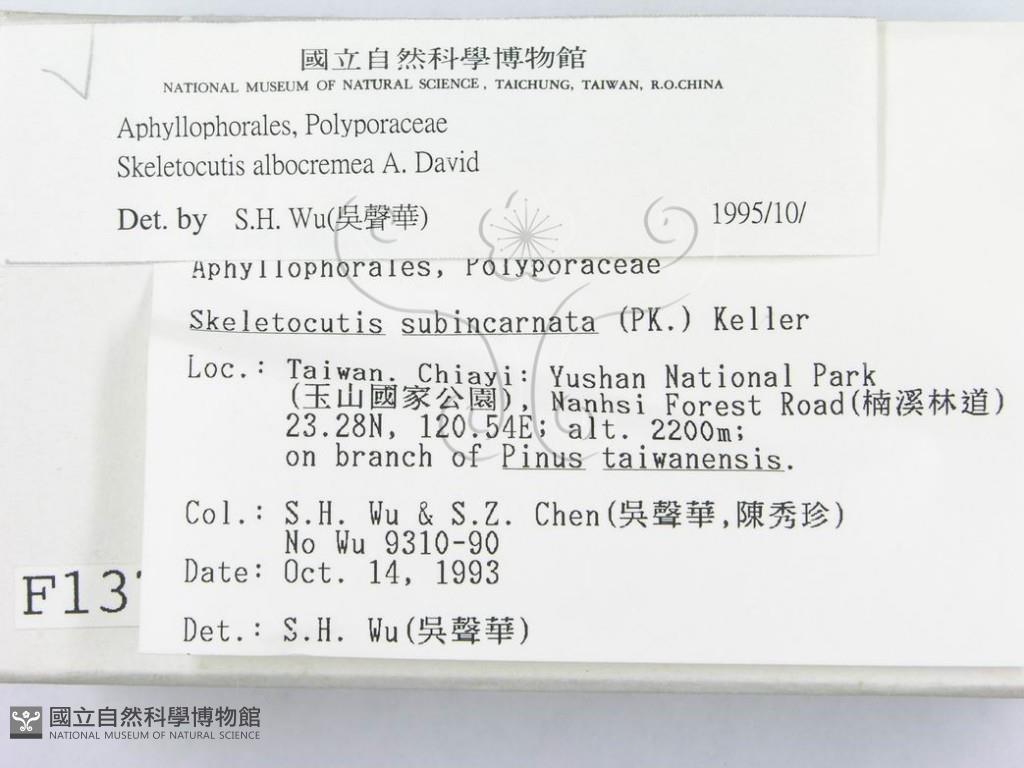 國立自然科學博物館
NATIONAL MUSEUM OF NATURAL SCIENCE, TAICHUNG, TAIWAN, R.O.CHINA
Aphyllophorales, Polyporaceae
Skeletocutis albocremea A. David
Det. by S.H. Wu(吳聲華) 1995/10/
Aphyllophorales, Polyporaceae
Skeletocutis subincarnata (PK.) Keller
Loc.: Taiwan. Chiayi: Yushan National Park
(玉山國家公園), Nanhsi Forest Road(楠溪林道)
23.28N, 120.54E; alt. 2200m;
on branch of Pinus taiwanensis.
Col.: S.H. Wu & S.Z. Chen(吳聲華,陳秀珍)
No Wu 9310-90
Date: Oct. 14, 1993
F13
Det.: S.H. Wu(吳聲華)
國立自然科學博物館
NATIONAL MUSEUM OF NATURAL SCIENCE